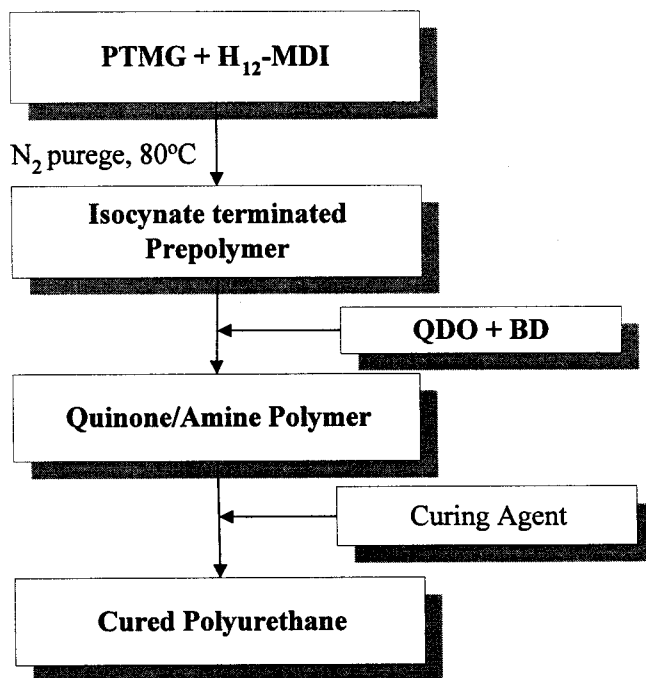 PTMG + H₁₂-MDI
N₂ purege, 80°C
Isocynate terminated
Prepolymer
QDO + BD
Quinone/Amine Polymer
Curing Agent
Cured Polyurethane